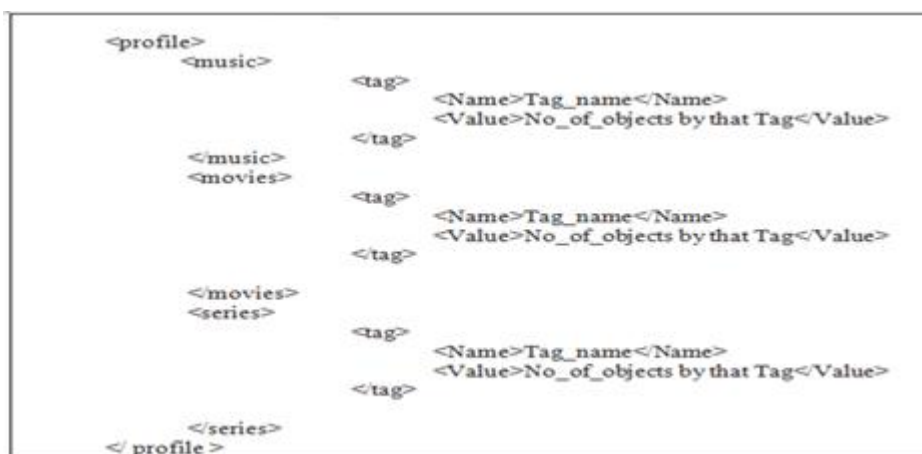 <profile>
<music>
<tag>
<Name>Tag_name</Name>
<Value>No_of_objects by that Tag</Value>
</tag>
</music>
<movies>
<tag>
<Name>Tag_name</Name>
<Value>No_of_objects by that Tag</Value>
</tag>
</movies>
<series>
<tag>
<Name>Tag_name</Name>
<Value>No_of_objects by that Tag</Value>
</tag>
</series>
</ profile >